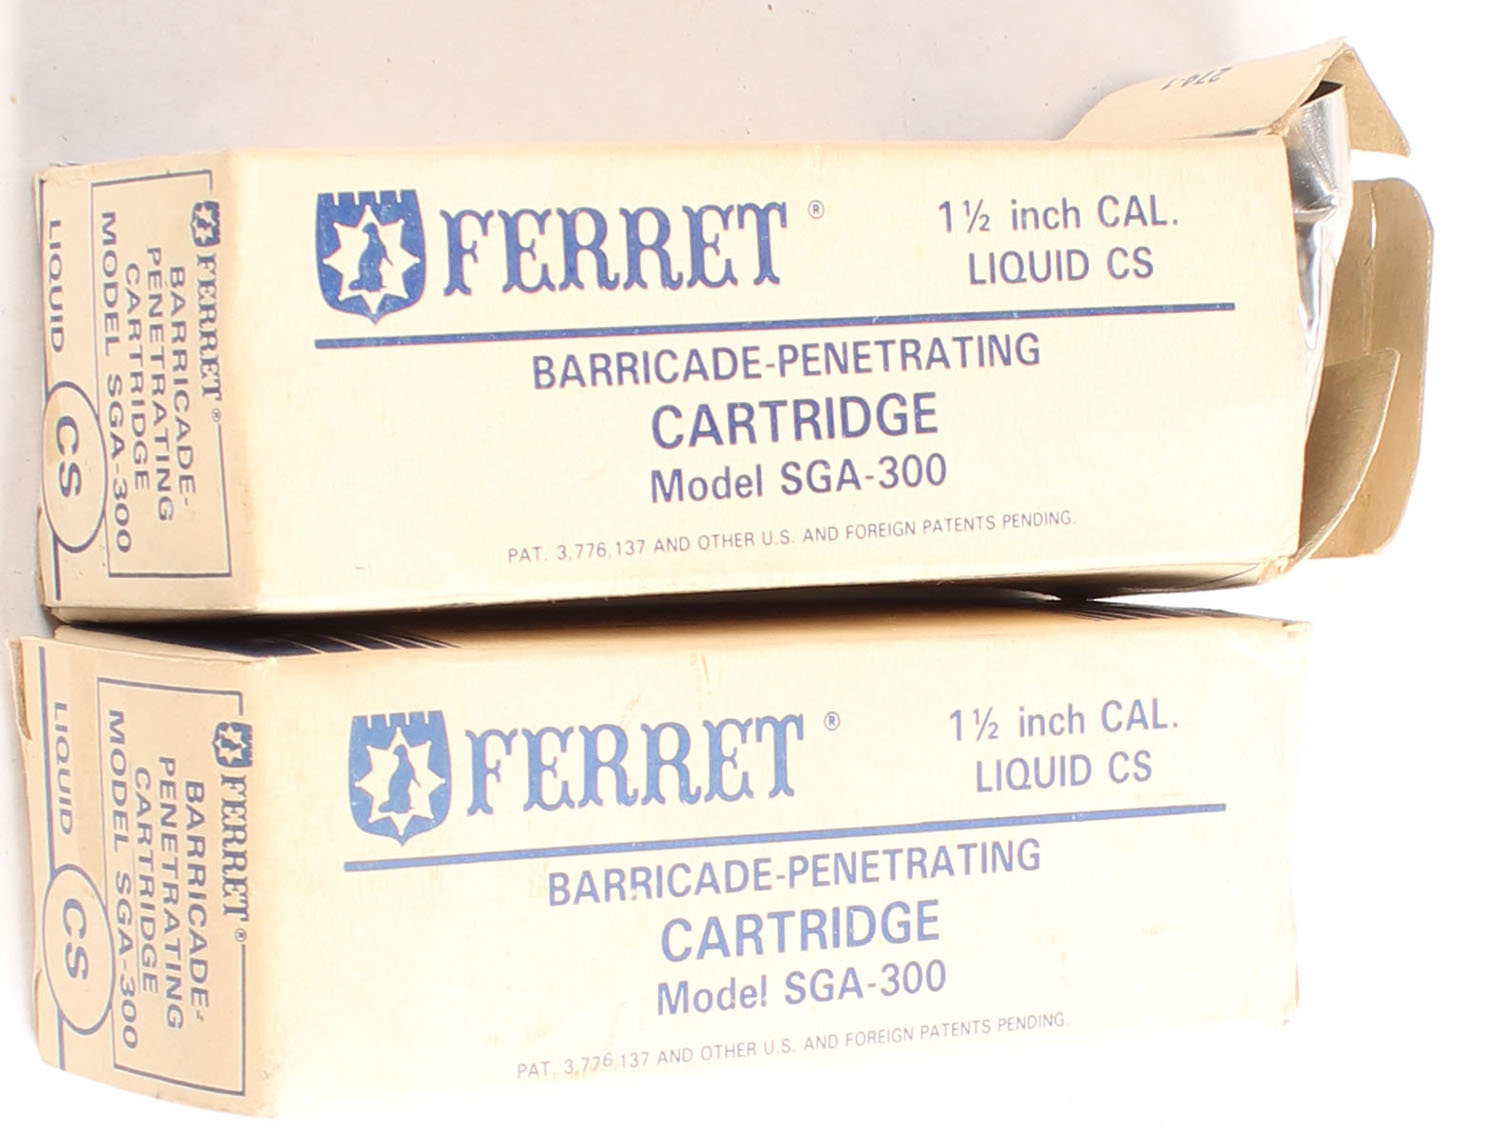 274-1
FERRET®
1½ inch CAL.
LIQUID CS
BARRICADE-PENETRATING
CARTRIDGE
Model SGA-300
PAT. 3,776,137 AND OTHER U.S. AND FOREIGN PATENTS PENDING.
FERRET®
BARRICADE-
PENETRATING
CARTRIDGE
MODEL SGA-300
LIQUID CS
FERRET®
1½ inch CAL.
LIQUID CS
BARRICADE-PENETRATING
CARTRIDGE
Model SGA-300
PAT. 3,776,137 AND OTHER U.S. AND FOREIGN PATENTS PENDING.
FERRET®
BARRICADE-
PENETRATING
CARTRIDGE
MODEL SGA-300
LIQUID CS